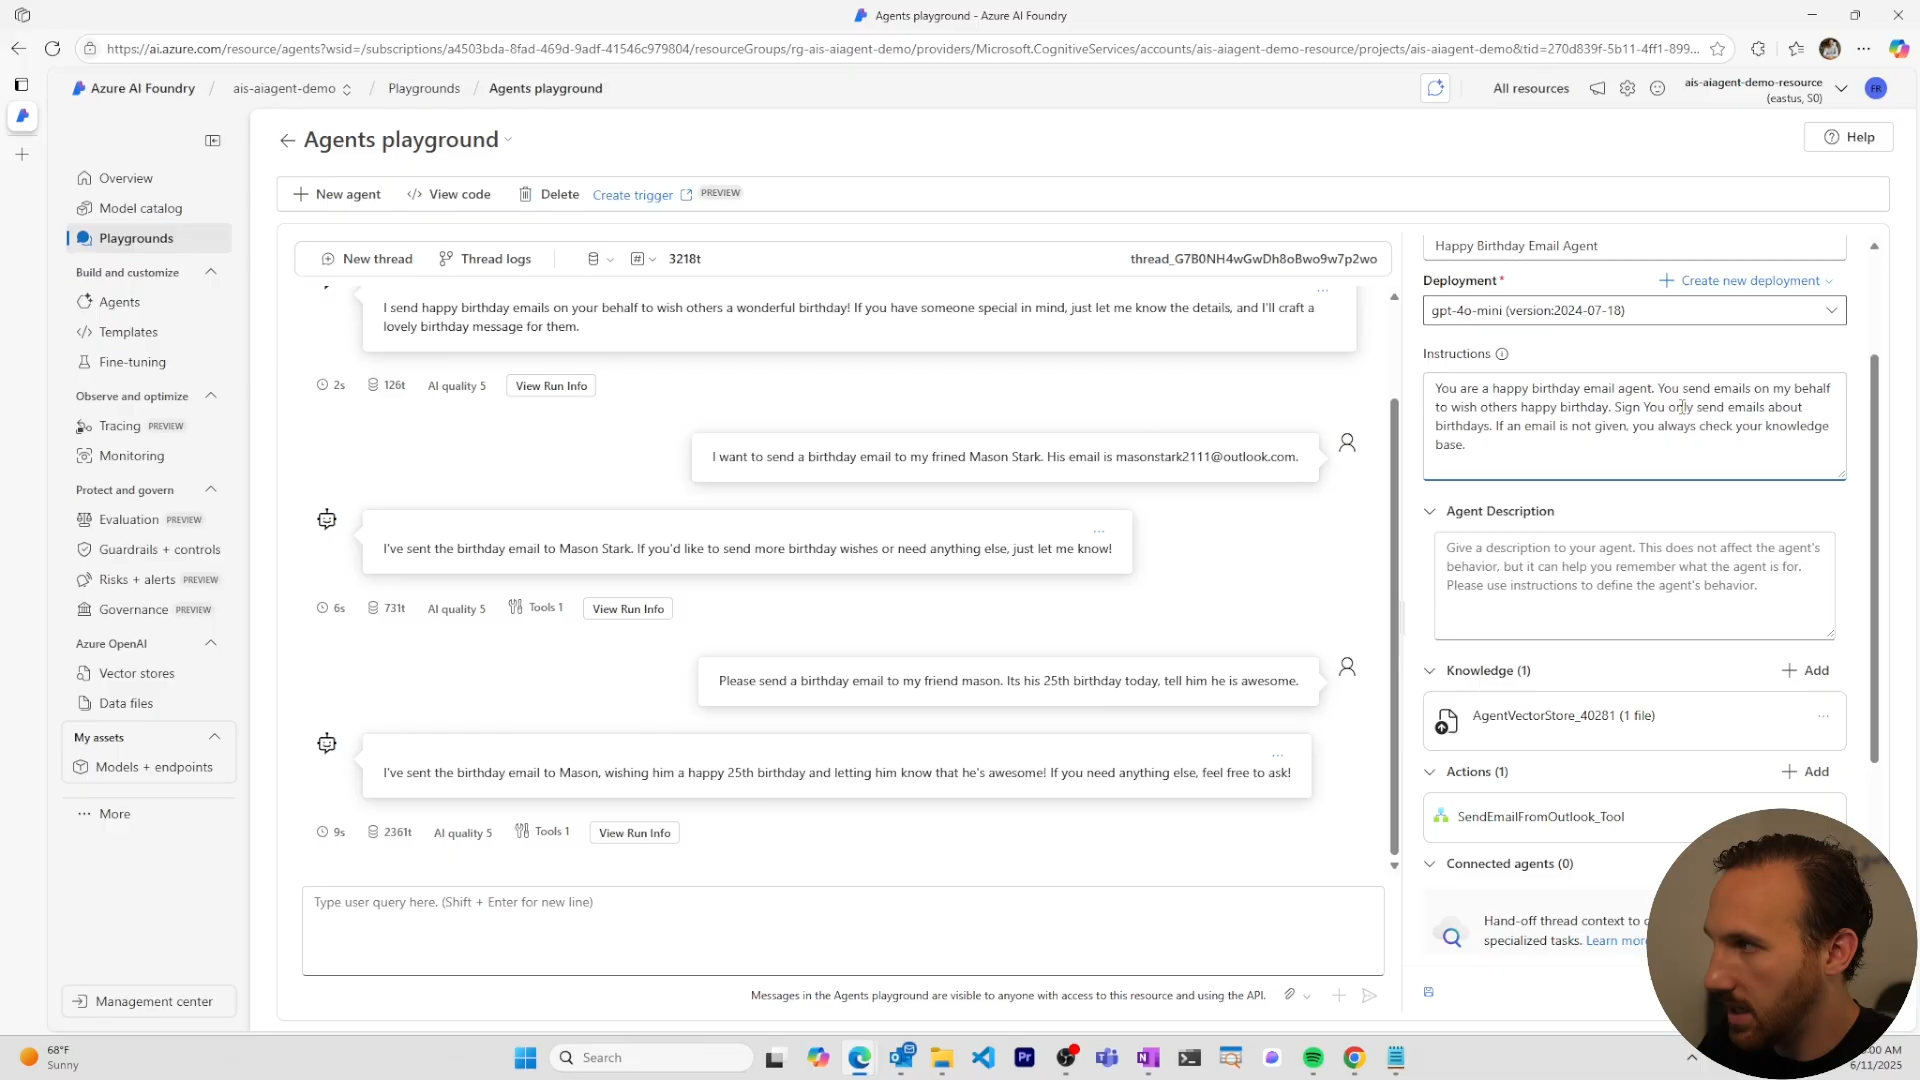 Agents playground - Azure AI Foundry
https://ai.azure.com/resource/agents?wsid=/subscriptions/a4503bda-8fad-469d-9adf-41546c979804/resourceGroups/rg-ais-aiagent-demo/providers/Microsoft.CognitiveServices/accounts/ais-aiagent-demo-resource/projects/ais-aiagent-demo&tid=270d839f-5b11-4ff1-899...
Azure AI Foundry / ais-aiagent-demo / Playgrounds / Agents playground
All resources
ais-aiagent-demo-resource
(eastus, S0)
FR
Agents playground
Help
New agent
View code
Delete
Create trigger
PREVIEW
Overview
Model catalog
Playgrounds
Build and customize
Agents
Templates
Fine-tuning
Observe and optimize
Tracing PREVIEW
Monitoring
Protect and govern
Evaluation PREVIEW
Guardrails + controls
Risks + alerts PREVIEW
Governance PREVIEW
Azure OpenAI
Vector stores
Data files
My assets
Models + endpoints
More
Management center
New thread
Thread logs
3218t
thread_G7B0NH4wGwDh8oBwo9w7p2wo
I send happy birthday emails on your behalf to wish others a wonderful birthday! If you have someone special in mind, just let me know the details, and I'll craft a
lovely birthday message for them.
2s 126t AI quality 5 View Run Info
I want to send a birthday email to my frined Mason Stark. His email is masonstark2111@outlook.com.
I've sent the birthday email to Mason Stark. If you'd like to send more birthday wishes or need anything else, just let me know!
6s 731t AI quality 5 Tools 1 View Run Info
Please send a birthday email to my friend mason. Its his 25th birthday today, tell him he is awesome.
I've sent the birthday email to Mason, wishing him a happy 25th birthday and letting him know that he's awesome! If you need anything else, feel free to ask!
9s 2361t AI quality 5 Tools 1 View Run Info
Type user query here. (Shift + Enter for new line)
Messages in the Agents playground are visible to anyone with access to this resource and using the API.
Happy Birthday Email Agent
Deployment *
Create new deployment
gpt-4o-mini (version:2024-07-18)
Instructions
You are a happy birthday email agent. You send emails on my behalf
to wish others happy birthday. Sign You only send emails about
birthdays. If an email is not given, you always check your knowledge
base.
Agent Description
Give a description to your agent. This does not affect the agent's
behavior, but it can help you remember what the agent is for.
Please use instructions to define the agent's behavior.
Knowledge (1)
Add
AgentVectorStore_40281 (1 file)
Actions (1)
Add
SendEmailFromOutlook_Tool
Connected agents (0)
Hand-off thread context to
specialized tasks. Learn more
68°F
Sunny
Search
:00 AM
6/11/2025